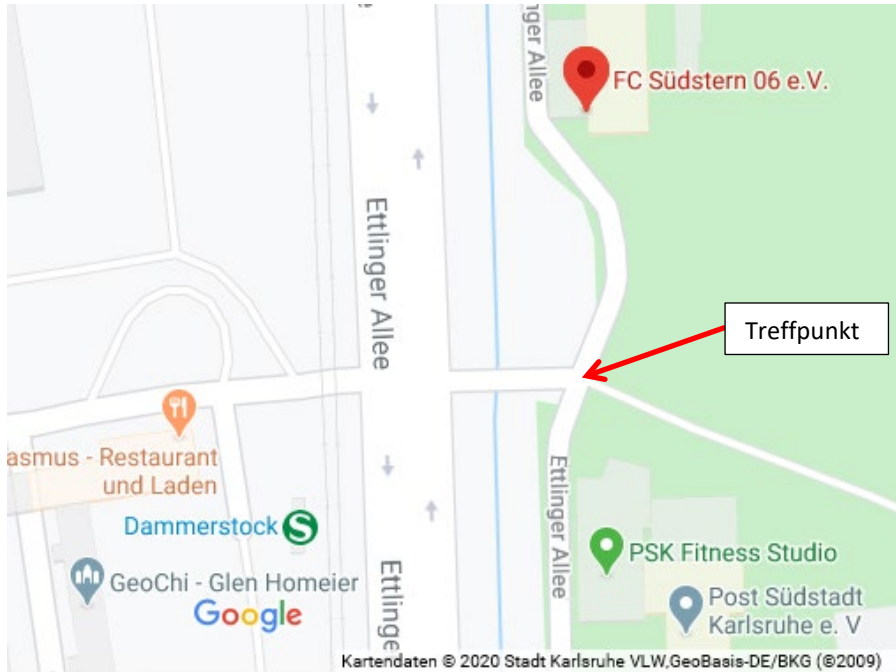 nger Allee
FC Südstern 06 e.V.
Ettlinger Allee
Treffpunkt
asmus - Restaurant
und Laden
Ettlinger Allee
Dammerstock S
PSK Fitness Studio
GeoChi - Glen Homeier
Ettlinge
Post Südstadt
Karlsruhe e. V
Google
Kartendaten © 2020 Stadt Karlsruhe VLW,GeoBasis-DE/BKG (©2009)